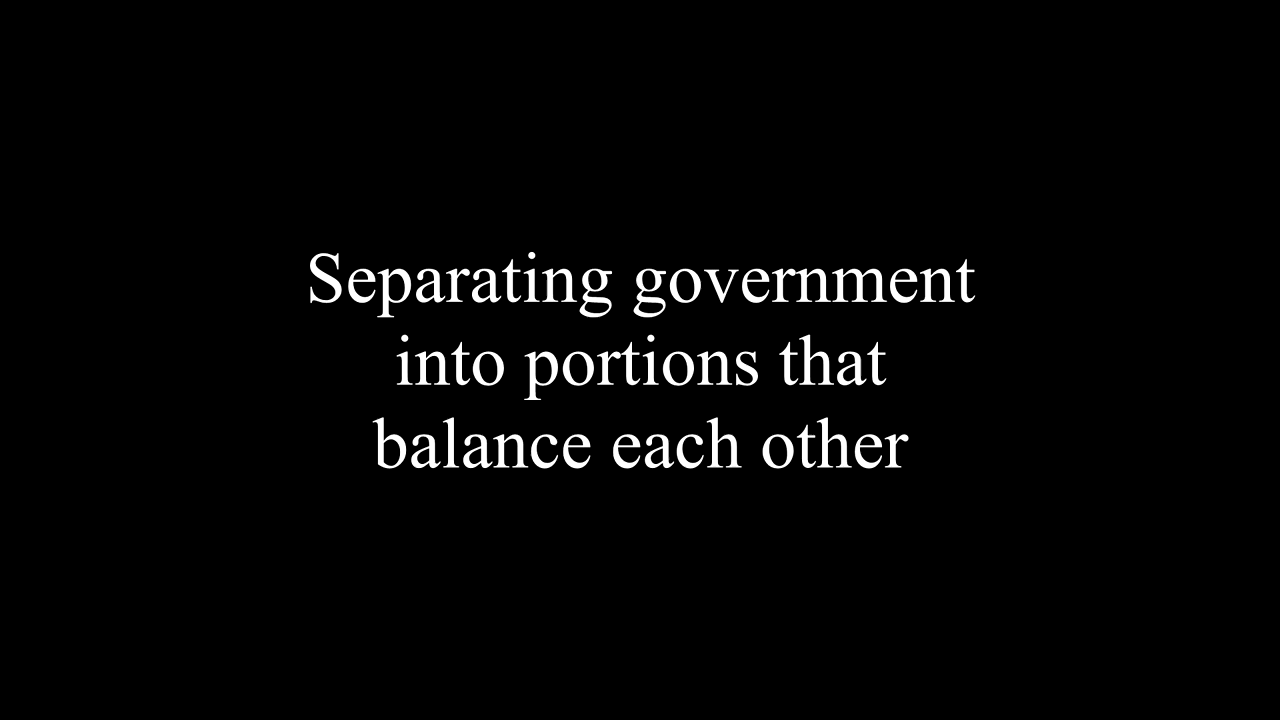 Separating government
into portions that
balance each other